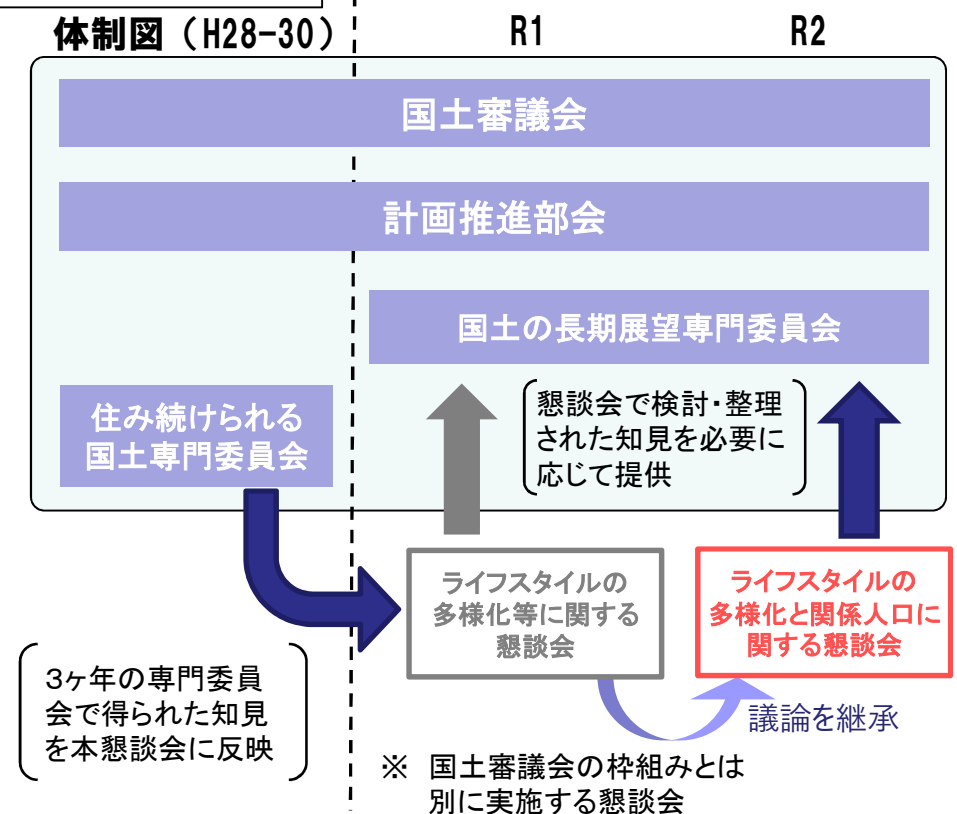 体制図（H28-30）
R1
R2
国土審議会
計画推進部会
国土の長期展望専門委員会
住み続けられる
国土専門委員会
懇談会で検討・整理
された知見を必要に
応じて提供
ライフスタイルの
多様化等に関する
懇談会
ライフスタイルの
多様化と関係人口に
関する懇談会
3ヶ年の専門委員
会で得られた知見
を本懇談会に反映
議論を継承
※ 国土審議会の枠組みとは
別に実施する懇談会